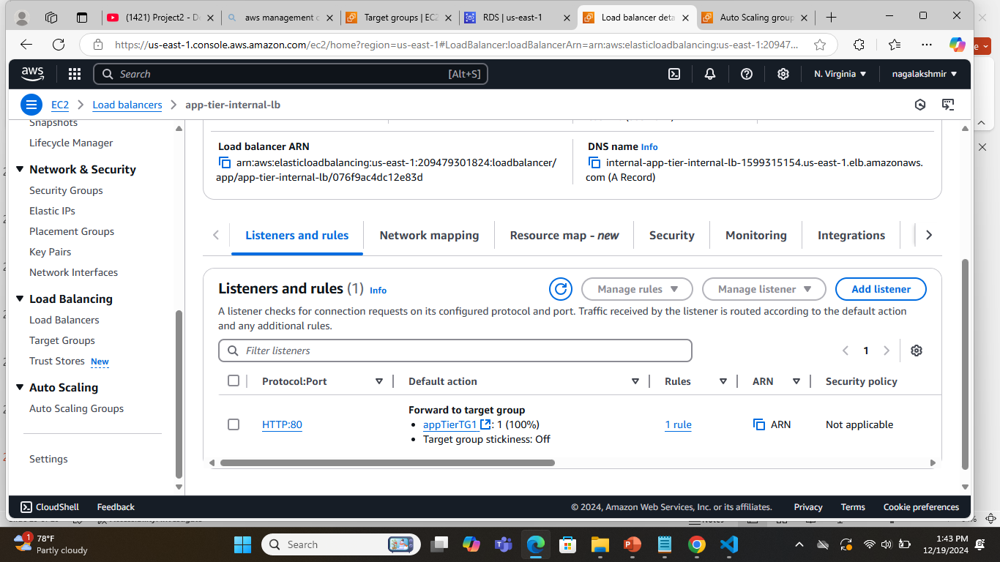 (1421) Project2 - De
aws management c
Target groups | EC2
RDS | us-east-1
Load balancer deta
Auto Scaling group
https://us-east-1.console.aws.amazon.com/ec2/home?region=us-east-1#LoadBalancer:loadBalancerArn=arn:aws:elasticloadbalancing:us-east-1:20947...
aws
Search
[Alt+S]
N. Virginia
nagalakshmir
EC2
Load balancers
app-tier-internal-lb
Snapshots
Lifecycle Manager
Network & Security
Security Groups
Elastic IPs
Placement Groups
Key Pairs
Network Interfaces
Load Balancing
Load Balancers
Target Groups
Trust Stores New
Auto Scaling
Auto Scaling Groups
Settings
Load balancer ARN
arn:aws:elasticloadbalancing:us-east-1:209479301824:loadbalancer/
app/app-tier-internal-lb/076f9ac4dc12e83d
DNS name Info
internal-app-tier-internal-lb-1599315154.us-east-1.elb.amazonaws.
com (A Record)
Listeners and rules
Network mapping
Resource map - new
Security
Monitoring
Integrations
Listeners and rules (1) Info
Manage rules
Manage listener
Add listener
A listener checks for connection requests on its configured protocol and port. Traffic received by the listener is routed according to the default action
and any additional rules.
Filter listeners
1
Protocol:Port
Default action
Rules
ARN
Security policy
HTTP:80
Forward to target group
• appTierTG1 : 1 (100%)
• Target group stickiness: Off
1 rule
ARN
Not applicable
CloudShell
Feedback
© 2024, Amazon Web Services, Inc. or its affiliates.
Privacy
Terms
Cookie preferences
1
78°F
Partly cloudy
Search
1:43 PM
12/19/2024